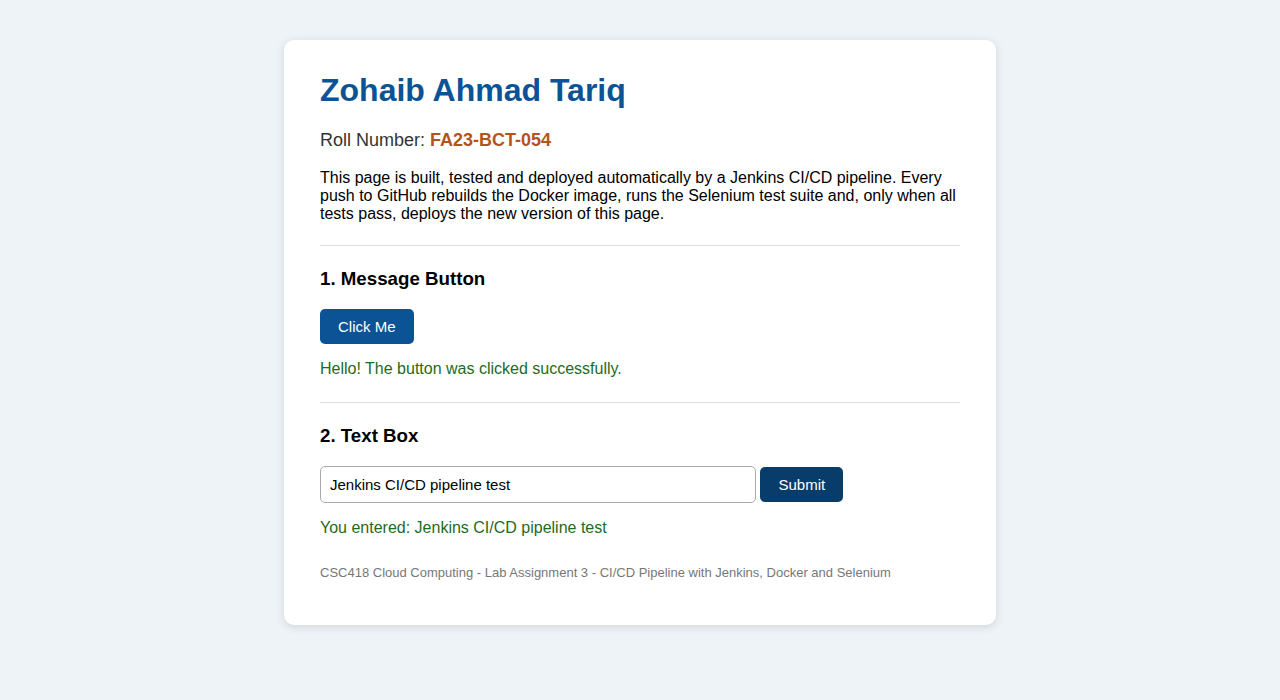 Zohaib Ahmad Tariq
Roll Number: FA23-BCT-054
This page is built, tested and deployed automatically by a Jenkins CI/CD pipeline. Every
push to GitHub rebuilds the Docker image, runs the Selenium test suite and, only when all
tests pass, deploys the new version of this page.
1. Message Button
Click Me
Hello! The button was clicked successfully.
2. Text Box
Jenkins CI/CD pipeline test Submit
You entered: Jenkins CI/CD pipeline test
CSC418 Cloud Computing - Lab Assignment 3 - CI/CD Pipeline with Jenkins, Docker and Selenium